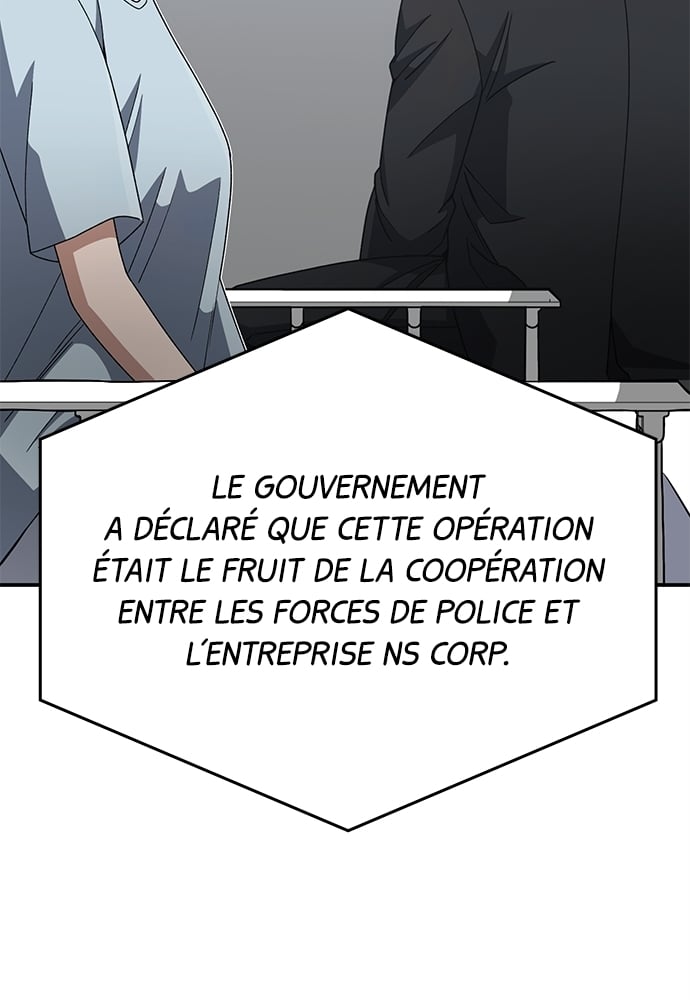 LE GOUVERNEMENT
A DÉCLARÉ QUE CETTE OPÉRATION
ÉTAIT LE FRUIT DE LA COOPÉRATION
ENTRE LES FORCES DE POLICE ET
L'ENTREPRISE NS CORP.